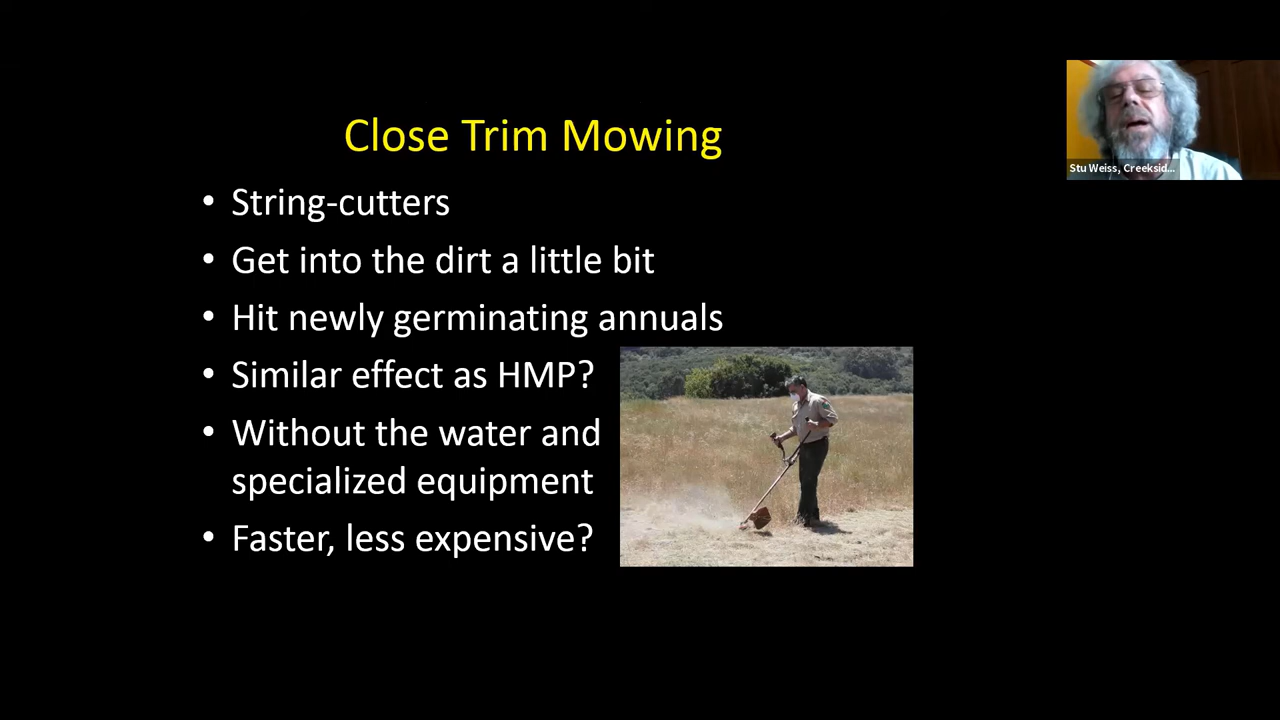 Close Trim Mowing
• String-cutters
• Get into the dirt a little bit
• Hit newly germinating annuals
• Similar effect as HMP?
• Without the water and
specialized equipment
• Faster, less expensive?
Stu Weiss, Creeksid...